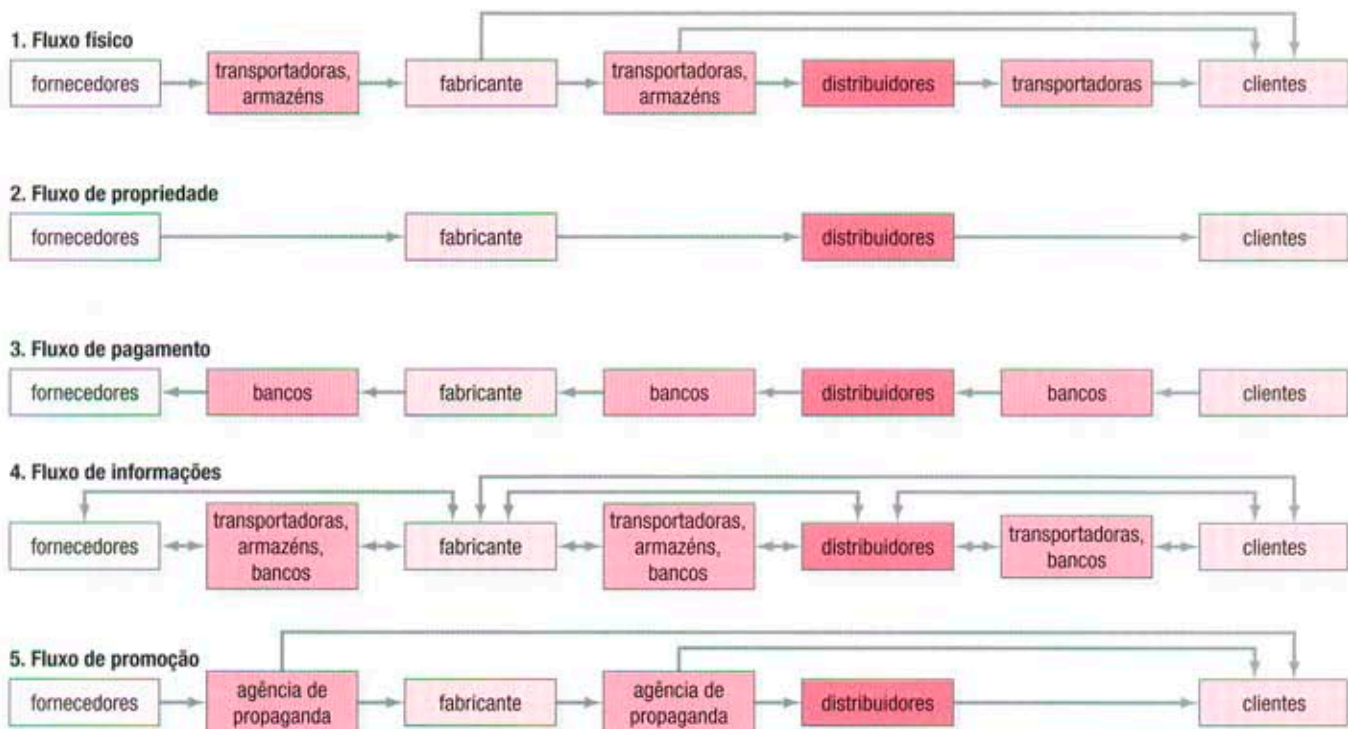 1. Fluxo físico
fornecedores
transportadoras,
armazéns
fabricante
transportadoras,
armazéns
distribuidores
transportadoras
clientes
2. Fluxo de propriedade
fornecedores
fabricante
distribuidores
clientes
3. Fluxo de pagamento
fornecedores
bancos
fabricante
bancos
distribuidores
bancos
clientes
4. Fluxo de informações
fornecedores
transportadoras,
armazéns,
bancos
fabricante
transportadoras,
armazéns,
bancos
distribuidores
transportadoras,
bancos
clientes
5. Fluxo de promoção
fornecedores
agência de
propaganda
fabricante
agência de
propaganda
distribuidores
clientes